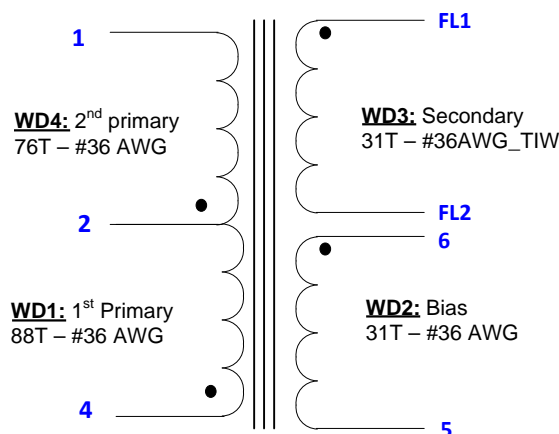 1
WD4: 2nd primary
76T – #36 AWG
2
WD1: 1st Primary
88T – #36 AWG
4
FL1
WD3: Secondary
31T – #36AWG_TIW
FL2
6
WD2: Bias
31T – #36 AWG
5